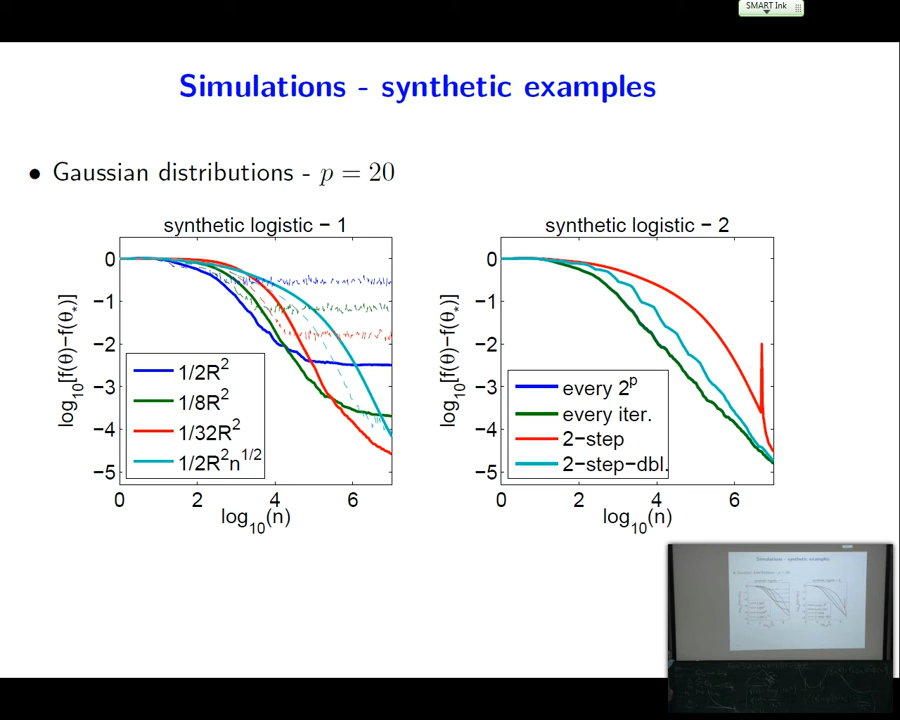 SMART Ink
Simulations - synthetic examples
• Gaussian distributions - p = 20
synthetic logistic − 1
log₁₀[f(θ)−f(θ*)]
0
−1
−2
−3
−4
−5
1/2R²
1/8R²
1/32R²
1/2R²n^1/2
0 2 4 6
log₁₀(n)
synthetic logistic − 2
log₁₀[f(θ)−f(θ*)]
0
−1
−2
−3
−4
−5
every 2^p
every iter.
2−step
2−step−dbl.
0 2 4 6
log₁₀(n)
Simulations - synthetic examples